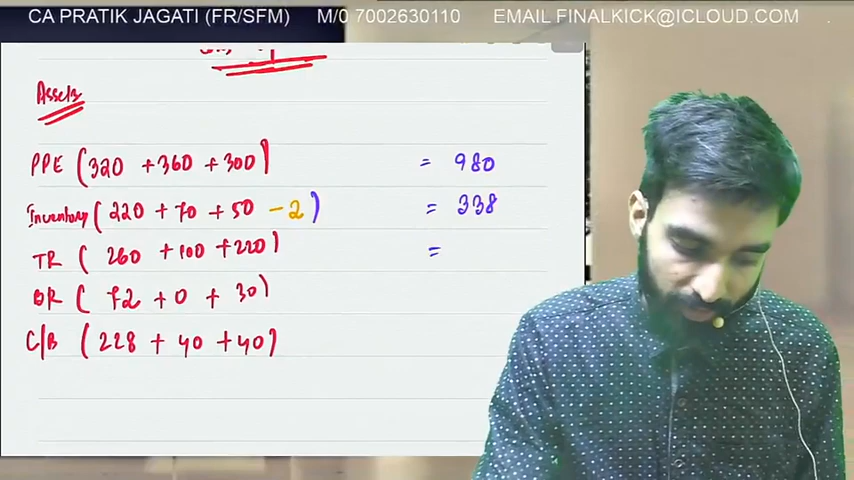 CA PRATIK JAGATI (FR/SFM) M/0 7002630110 EMAIL FINALKICK@ICLOUD.COM
Assets
PPE (320 +360 +300) = 980
Inventory (220 + 70 + 50 - 2) = 338
TR ( 260 +100 +220) =
BR ( 72 + 0 + 30)
C/B (228 + 40 +40)